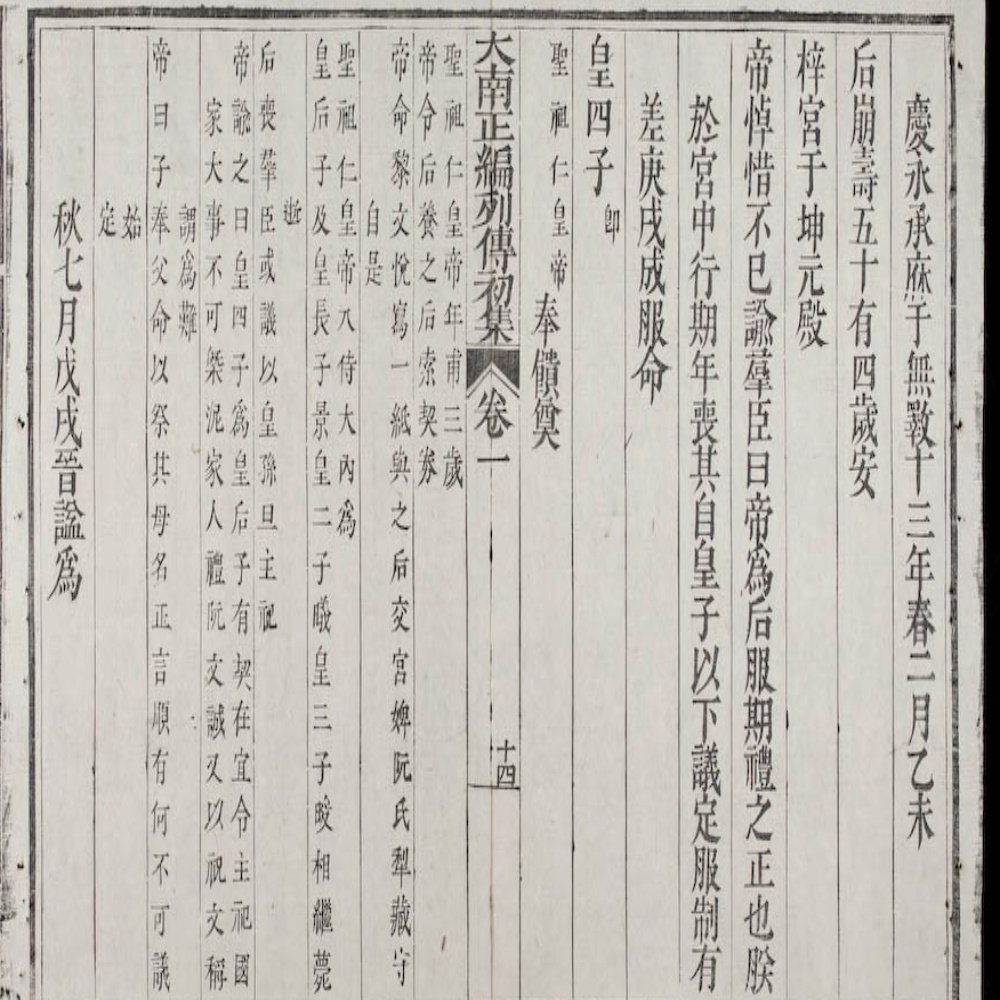 慶永承庥于無斁十三年春二月乙未
后崩壽五十有四歲安
梓宮于坤元殿
帝悼惜不已諭羣臣曰帝爲后服期禮之正也朕
於宮中行期年喪其自皇子以下議定服制有
差庚戌成服命
皇四子即
聖祖仁皇帝奉饋奠
大南正編列傳初集 卷一 十四
聖祖仁皇帝年甫三歲
帝令后養之后索契券
帝命黎文悅寫一紙與之后交宮婢阮氏犁藏守
自是
聖祖仁皇帝入侍大內爲
皇后子及皇長子景皇二子曦皇三子晙相繼薨
逝
后喪羣臣或議以皇孫旦主祀
帝諭之曰皇四子爲皇后子有契在宜令主祀國
家大事不可槩泥家人禮阮文誠又以祝文稱
謂爲難
帝曰子奉父命以祭其母名正言順有何不可議
始
定
秋七月戊戌晉諡爲